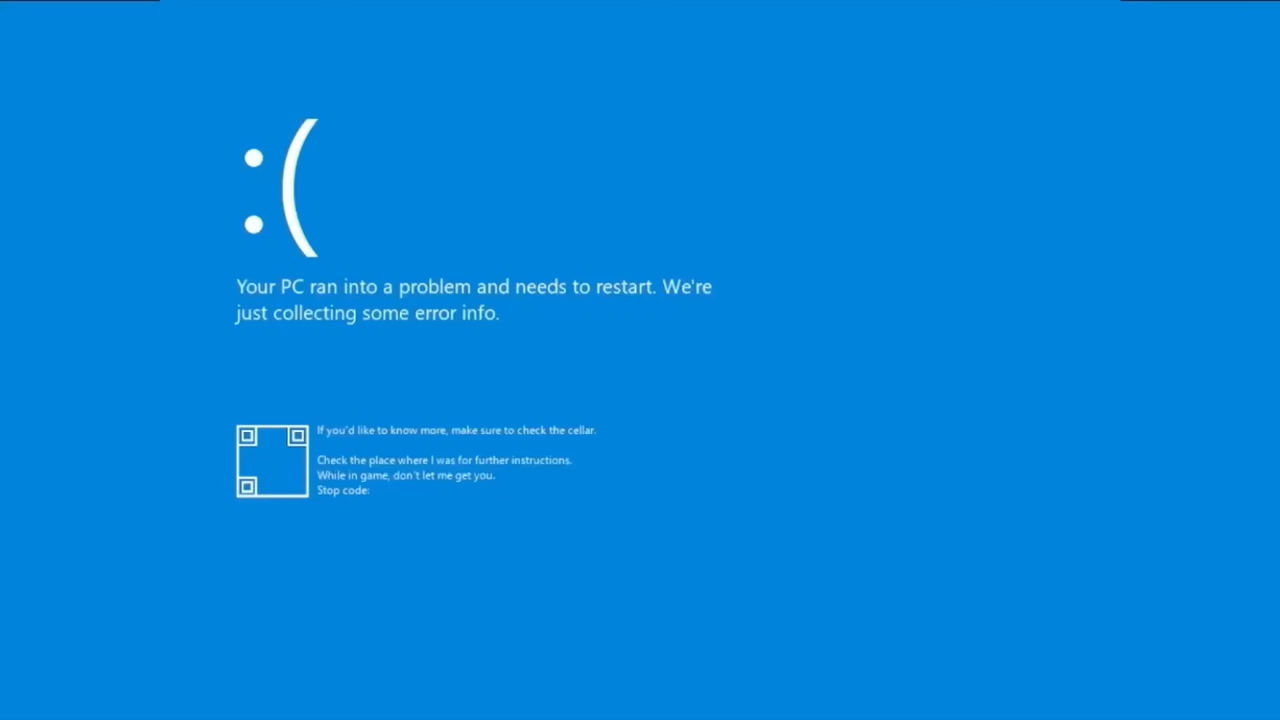 :(
Your PC ran into a problem and needs to restart. We're
just collecting some error info.
If you'd like to know more, make sure to check the cellar.
Check the place where I was for further instructions.
While in game, don't let me get you.
Stop code: